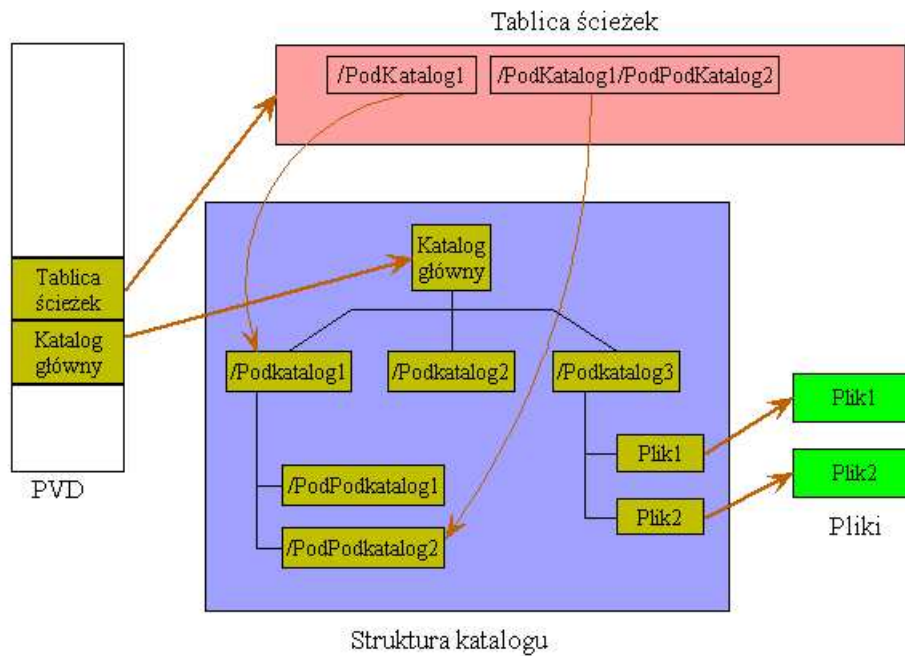 Tablica ścieżek
/PodKatalog1
/PodKatalog1/PodPodKatalog2
Tablica
ścieżek
Katalog
główny
PVD
Katalog
główny
/Podkatalog1
/Podkatalog2
/Podkatalog3
/PodPodkatalog1
/PodPodkatalog2
Plik1
Plik2
Plik1
Plik2
Pliki
Struktura katalogu